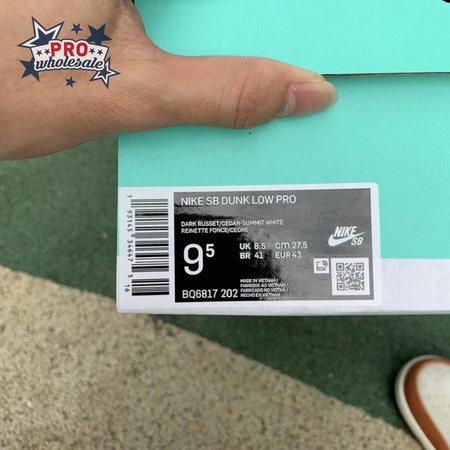 PRO
wholesale
NIKE SB DUNK LOW PRO
DARK RUSSET/CEDAR-SUMMIT WHITE
REINETTE FONCE/CEDRE
9⁵
UK 8.5 CM 27.5
BR 41 EUR 43
NIKE
SB
BQ6817 202
MADE IN VIETNAM/
FABRIQUE AU VIETNAM/
FABRICADO NO VIETNA/
HECHO EN VIETNAM